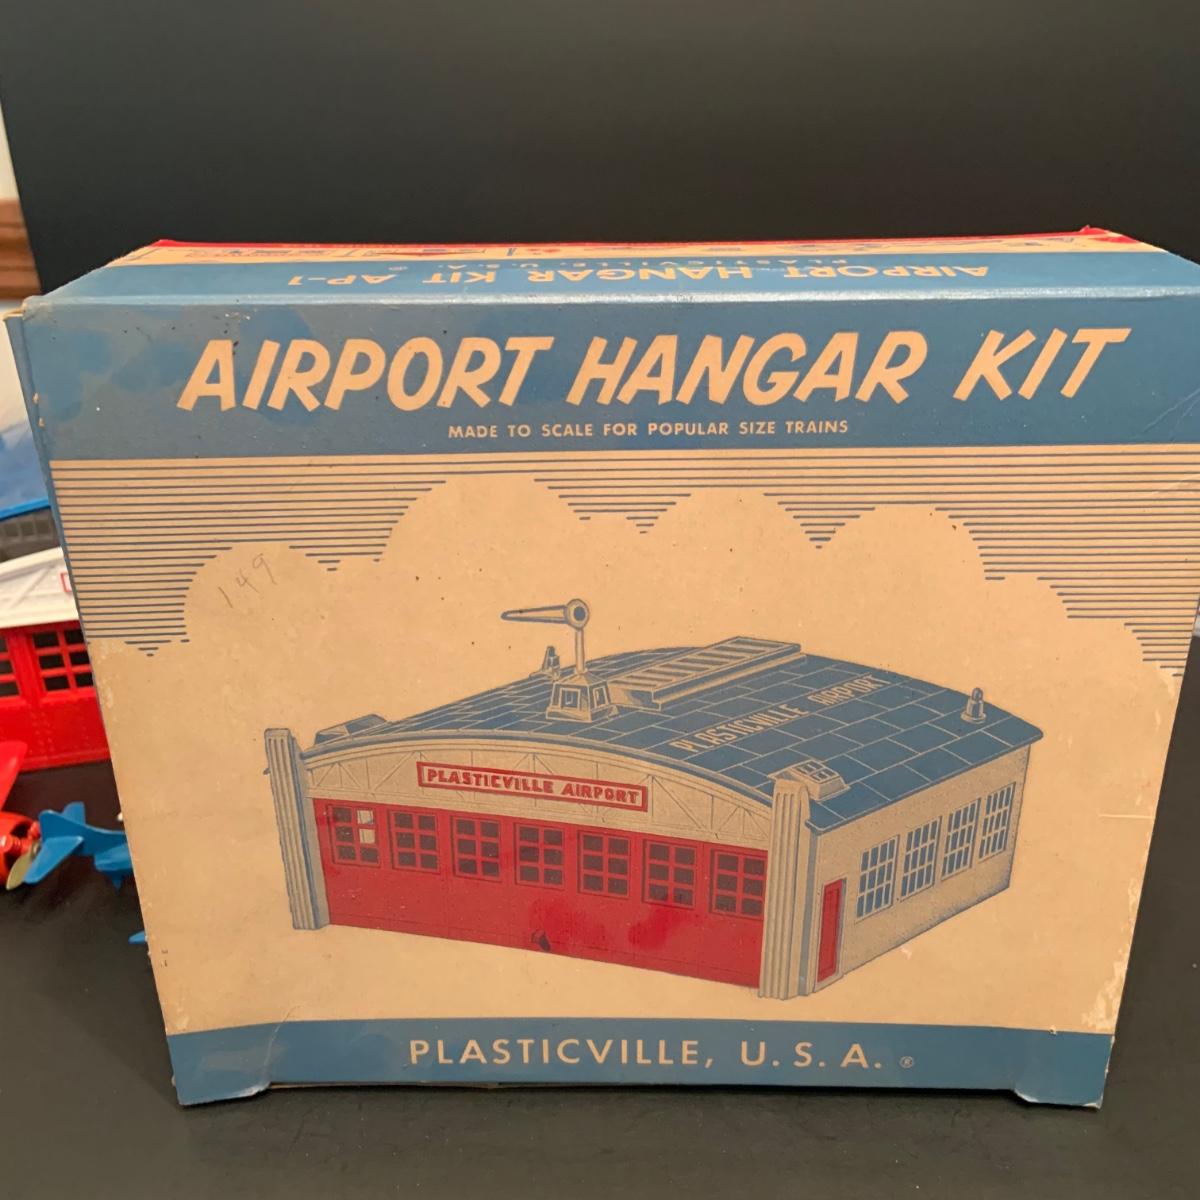 AIRPORT HANGAR KIT AP-1
PLASTICVILLE, U.S.A. ®
AIRPORT HANGAR KIT
MADE TO SCALE FOR POPULAR SIZE TRAINS
149
PLASTICVILLE AIRPORT
PLASTICVILLE AIRPORT
PLASTICVILLE, U.S.A. ®